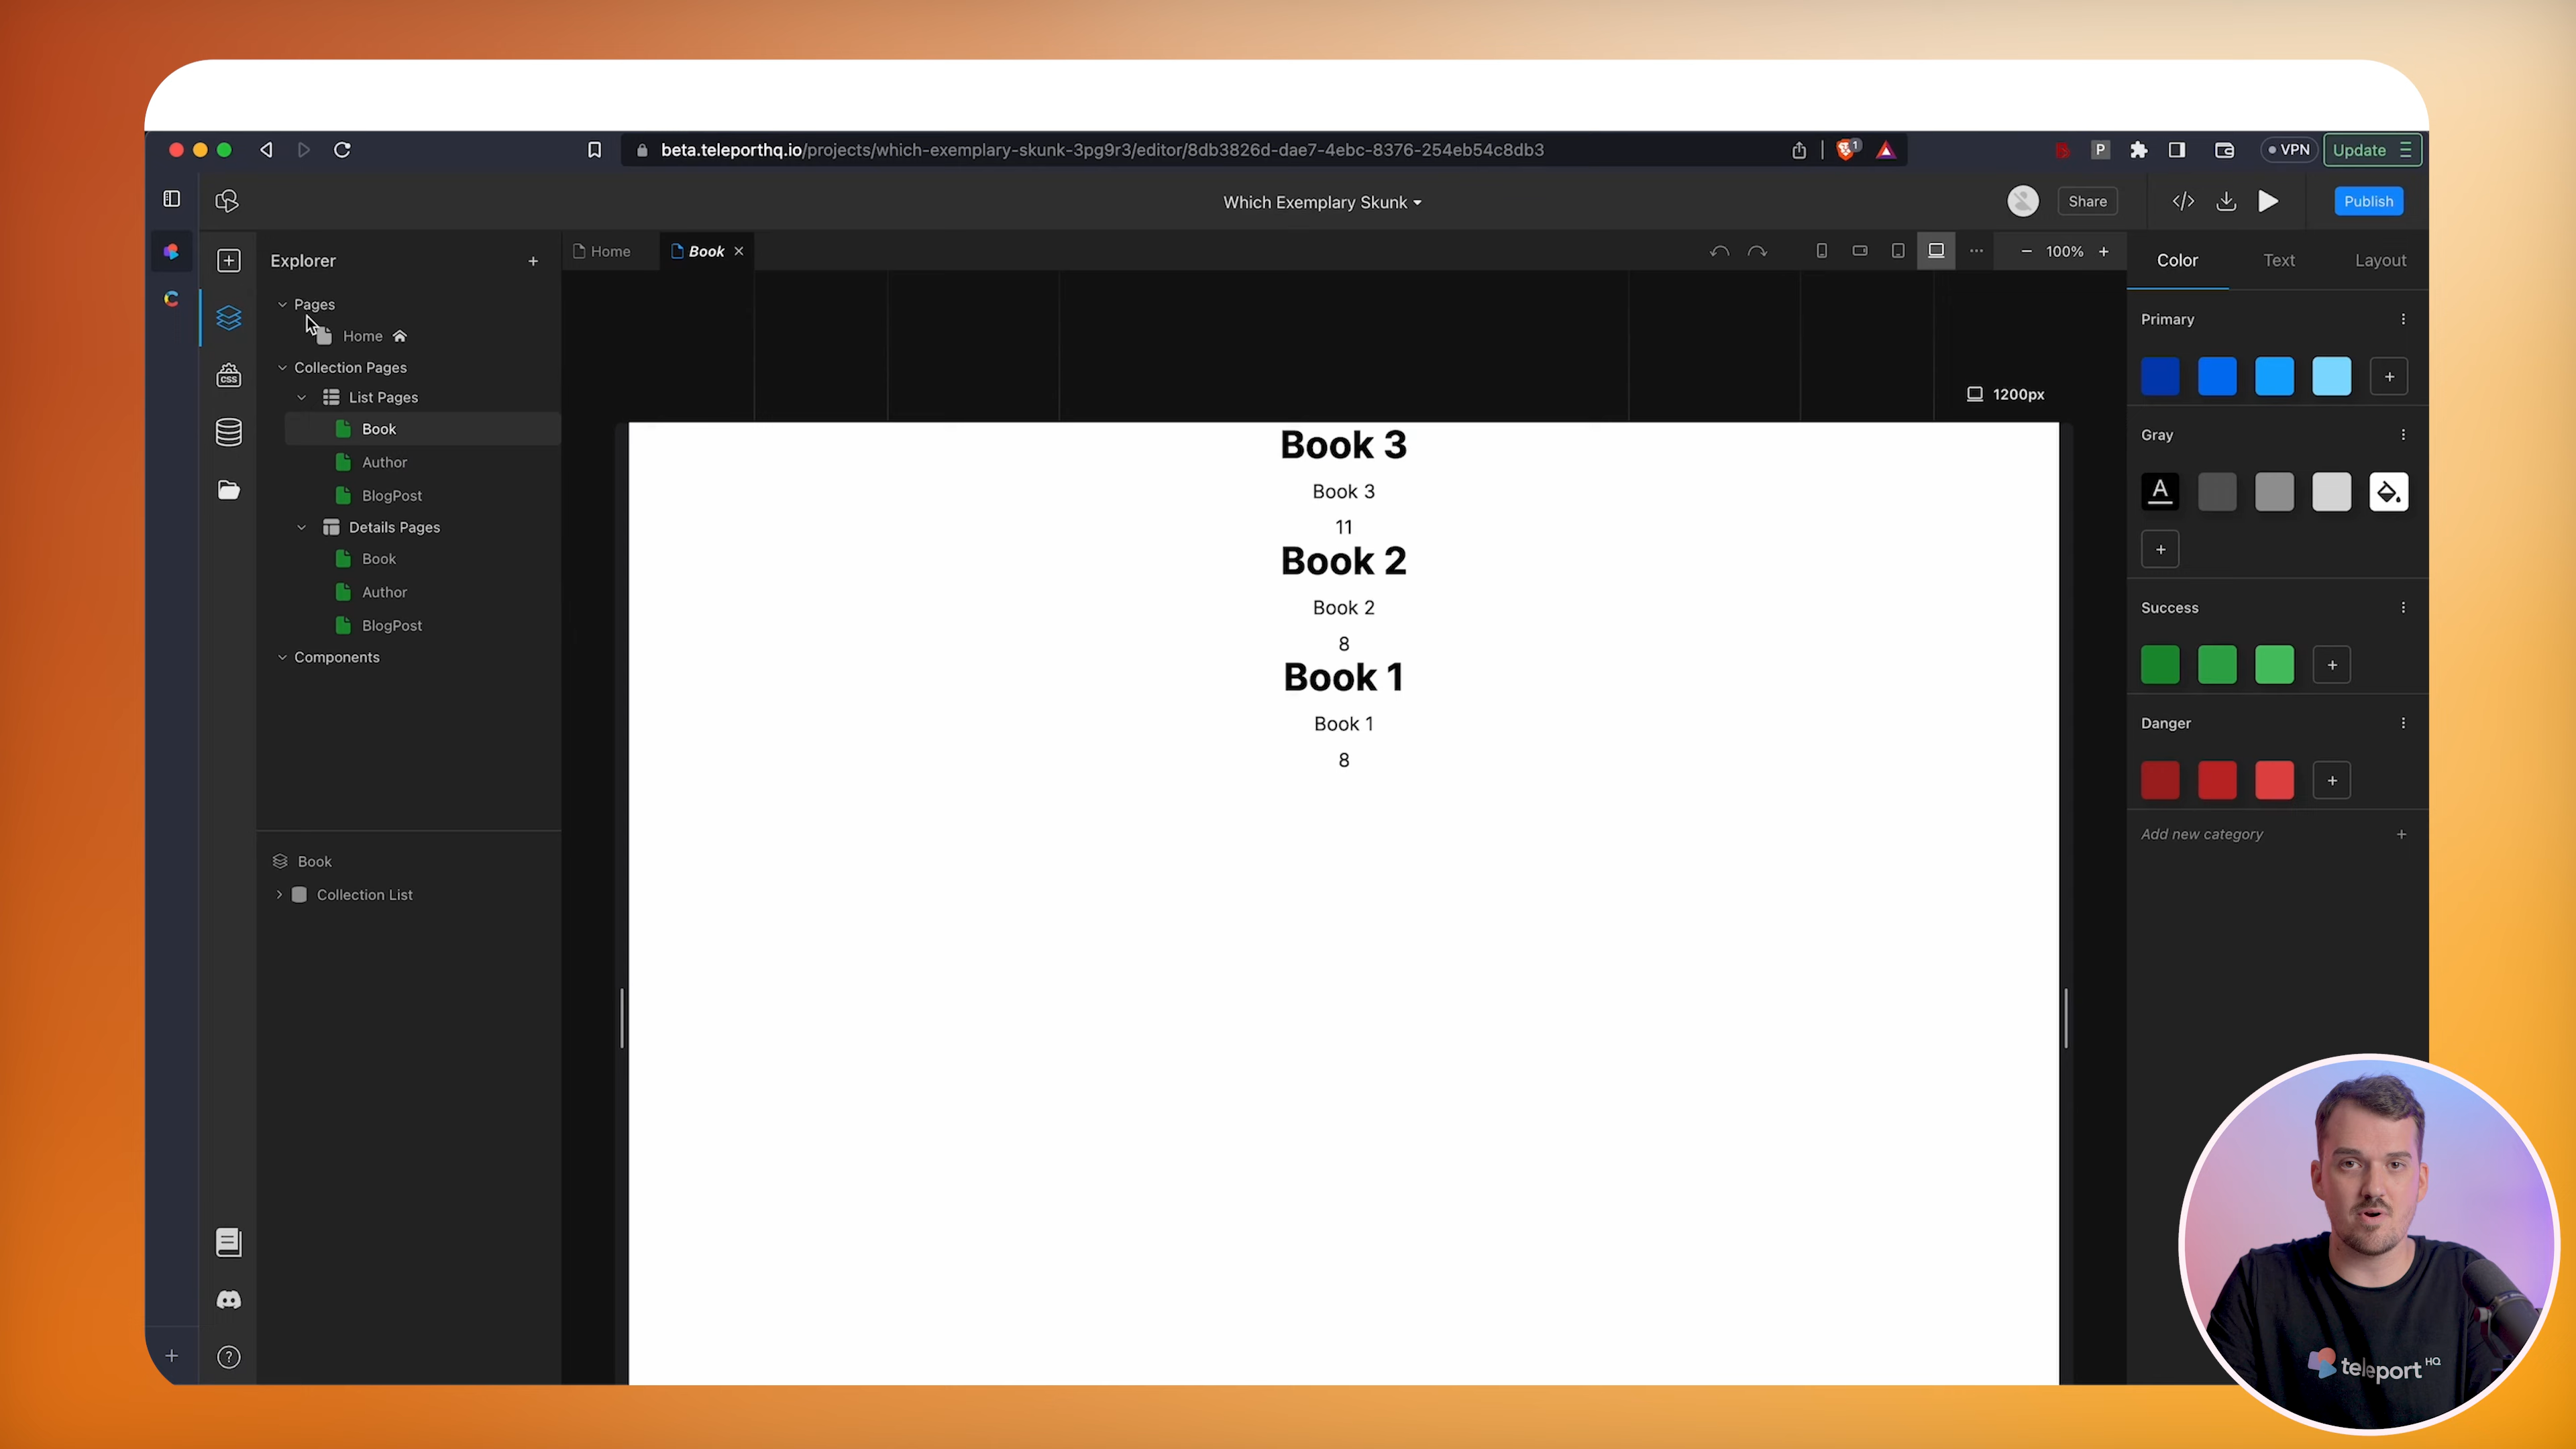 beta.teleporthq.io/projects/which-exemplary-skunk-3pg9r3/editor/8db3826d-dae7-4ebc-8376-254eb54c8db3
1
P
VPN
Update
Which Exemplary Skunk
Share
Publish
Explorer
Home
Book
100%
Color
Text
Layout
Pages
Home
Collection Pages
List Pages
Book
Author
BlogPost
Details Pages
Book
Author
BlogPost
Components
CSS
Book
Collection List
1200px
Book 3
Book 3
11
Book 2
Book 2
8
Book 1
Book 1
8
Primary
Gray
A
Success
Danger
Add new category
teleport HQ